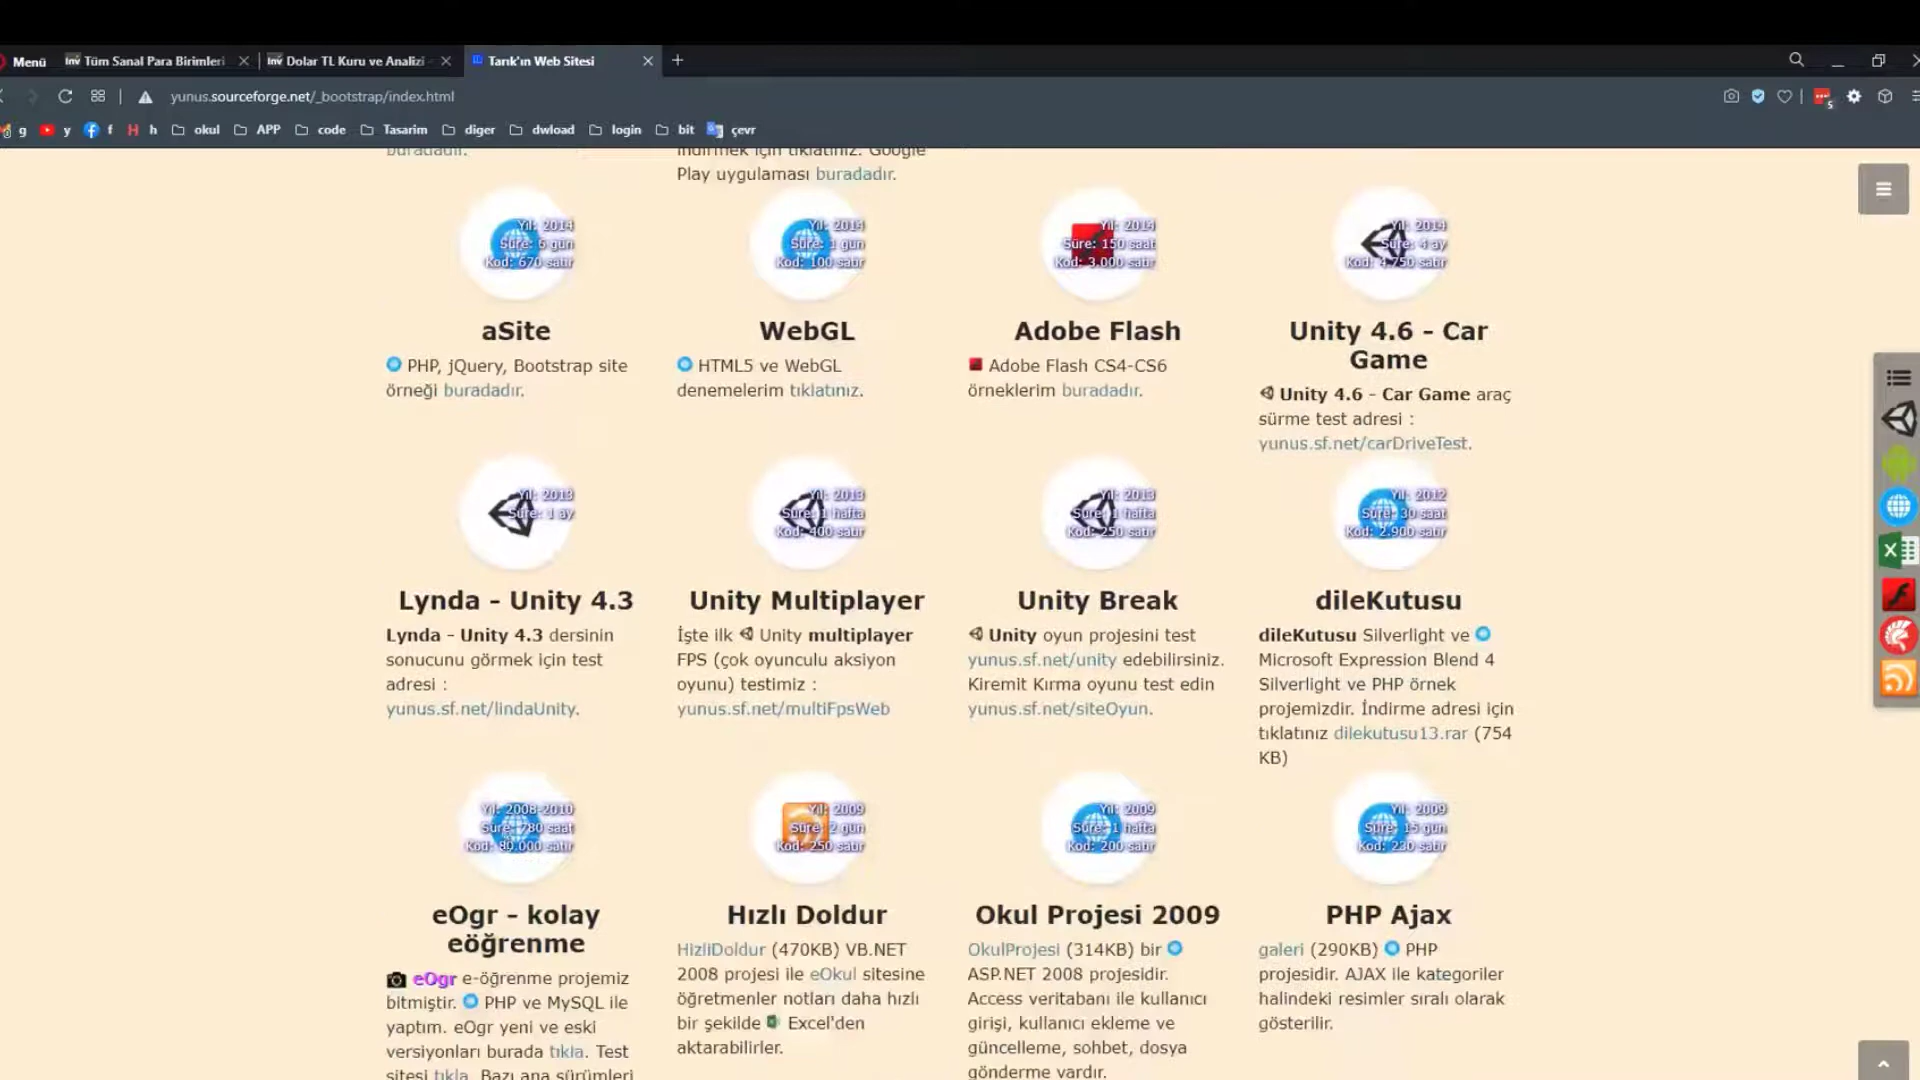 Menü
inv Tüm Sanal Para Birimleri
inv Dolar TL Kuru ve Analizi -
Tarık'ın Web Sitesi
yunus.sourceforge.net/_bootstrap/index.html
g
y
f
h
okul
APP
code
Tasarim
diger
dwload
login
bit
çevr
5
buradadır.
indirmek için tıklatınız. Google
Play uygulaması buradadır.
Yıl: 2014
Süre: 6 gün
Kod: 670 satır
aSite
PHP, jQuery, Bootstrap site
örneği buradadır.
Yıl: 2014
Süre: 1 gün
Kod: 100 satır
WebGL
HTML5 ve WebGL
denemelerim tıklatınız.
Yıl: 2014
Süre: 150 saat
Kod: 3.000 satır
Adobe Flash
Adobe Flash CS4-CS6
örneklerim buradadır.
Yıl: 2014
Süre: 4 ay
Kod: 4.750 satır
Unity 4.6 - Car
Game
Unity 4.6 - Car Game araç
sürme test adresi :
yunus.sf.net/carDriveTest.
Yıl: 2013
Süre: 1 ay
Lynda - Unity 4.3
Lynda - Unity 4.3 dersinin
sonucunu görmek için test
adresi :
yunus.sf.net/lindaUnity.
Yıl: 2013
Süre: 1 hafta
Kod: 400 satır
Unity Multiplayer
İşte ilk Unity multiplayer
FPS (çok oyunculu aksiyon
oyunu) testimiz :
yunus.sf.net/multiFpsWeb
Yıl: 2013
Süre: 1 hafta
Kod: 250 satır
Unity Break
Unity oyun projesini test
yunus.sf.net/unity edebilirsiniz.
Kiremit Kırma oyunu test edin
yunus.sf.net/siteOyun.
Yıl: 2012
Süre: 30 saat
Kod: 2.900 satır
dileKutusu
dileKutusu Silverlight ve
Microsoft Expression Blend 4
Silverlight ve PHP örnek
projemizdir. İndirme adresi için
tıklatınız dilekutusu13.rar (754
KB)
Yıl: 2008-2010
Süre: 780 saat
Kod: 80.000 satır
eOgr - kolay
eöğrenme
eOgr e-öğrenme projemiz
bitmiştir. PHP ve MySQL ile
yaptım. eOgr yeni ve eski
versiyonları burada tıkla. Test
sitesi tıkla. Bazı ana sürümleri
Yıl: 2009
Süre: 2 gün
Kod: 250 satır
Hızlı Doldur
HizliDoldur (470KB) VB.NET
2008 projesi ile eOkul sitesine
öğretmenler notları daha hızlı
bir şekilde Excel'den
aktarabilirler.
Yıl: 2009
Süre: 1 hafta
Kod: 200 satır
Okul Projesi 2009
OkulProjesi (314KB) bir
ASP.NET 2008 projesidir.
Access veritabanı ile kullanıcı
girişi, kullanıcı ekleme ve
güncelleme, sohbet, dosya
gönderme vardır.
Yıl: 2009
Süre: 15 gün
Kod: 230 satır
PHP Ajax
galeri (290KB) PHP
projesidir. AJAX ile kategoriler
halindeki resimler sıralı olarak
gösterilir.